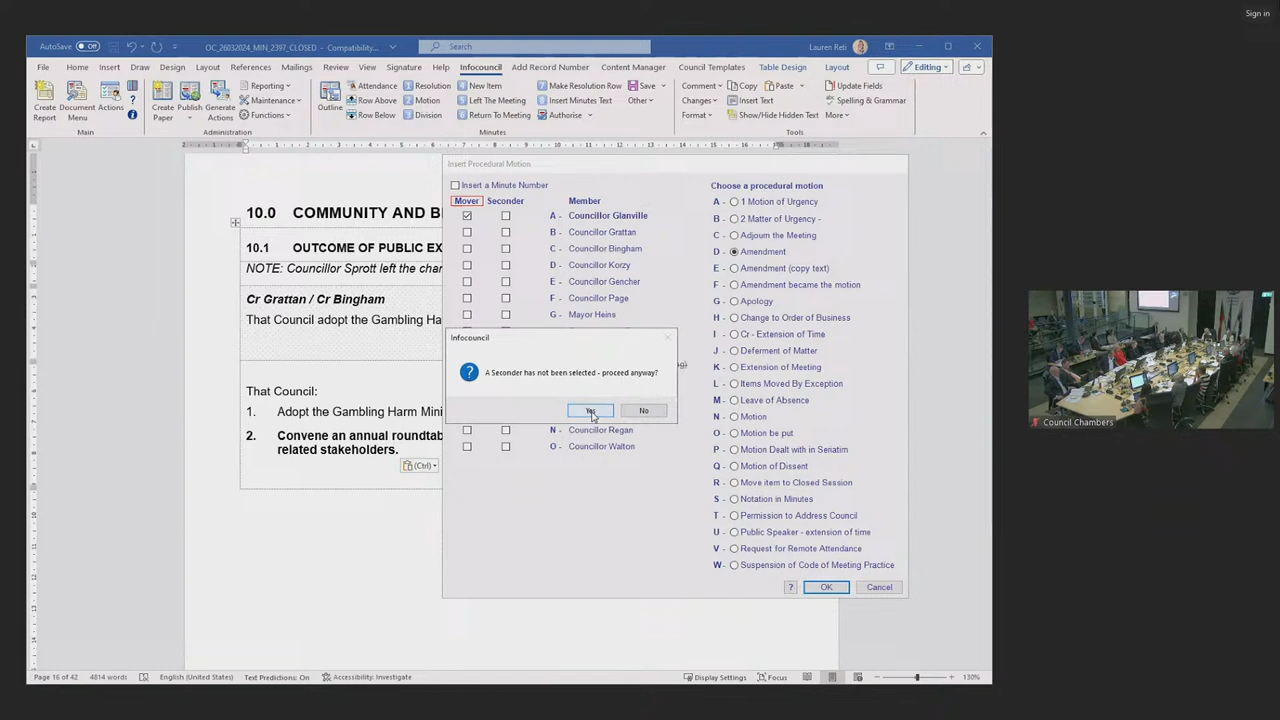 Sign in
AutoSave Off OC_26032024_MIN_2397_CLOSED - Compatibility... Search Lauren Reti
File Home Insert Draw Design Layout References Mailings Review View Signature Help Infocouncil Add Record Number Content Manager Council Templates Table Design Layout Editing
Create Report
Document Menu
Actions
Main
Create Paper
Publish
Generate Actions
Reporting
Maintenance
Functions
Administration
Outline
Attendance
Row Above
Row Below
1 Resolution
2 Motion
3 Division
4 New Item
5 Left The Meeting
6 Return To Meeting
7 Make Resolution Row
8 Insert Minutes Text
9 Authorise
Save
Other
Minutes
Comment
Changes
Format
Copy
Insert Text
Show/Hide Hidden Text
Paste
Update Fields
Spelling & Grammar
More
Tools
10.0 COMMUNITY AND B
10.1 OUTCOME OF PUBLIC EX
NOTE: Councillor Sprott left the cha
Cr Grattan / Cr Bingham
That Council adopt the Gambling Ha
That Council:
1. Adopt the Gambling Harm Mini
2. Convene an annual roundtab
related stakeholders.
(Ctrl)
Insert Procedural Motion
Insert a Minute Number
Mover Seconder Member
A - Councillor Glanville
B - Councillor Grattan
C - Councillor Bingham
D - Councillor Korzy
E - Councillor Gencher
F - Councillor Page
G - Mayor Heins
N - Councillor Regan
O - Councillor Walton
Infocouncil
A Seconder has not been selected - proceed anyway?
Yes No
Choose a procedural motion
A - 1 Motion of Urgency
B - 2 Matter of Urgency -
C - Adjourn the Meeting
D - Amendment
E - Amendment (copy text)
F - Amendment became the motion
G - Apology
H - Change to Order of Business
I - Cr - Extension of Time
J - Deferment of Matter
K - Extension of Meeting
L - Items Moved By Exception
M - Leave of Absence
N - Motion
O - Motion be put
P - Motion Dealt with in Seriatim
Q - Motion of Dissent
R - Move item to Closed Session
S - Notation in Minutes
T - Permission to Address Council
U - Public Speaker - extension of time
V - Request for Remote Attendance
W - Suspension of Code of Meeting Practice
? OK Cancel
Council Chambers
Page 16 of 42 4814 words English (United States) Text Predictions: On Accessibility: Investigate Display Settings Focus 130%